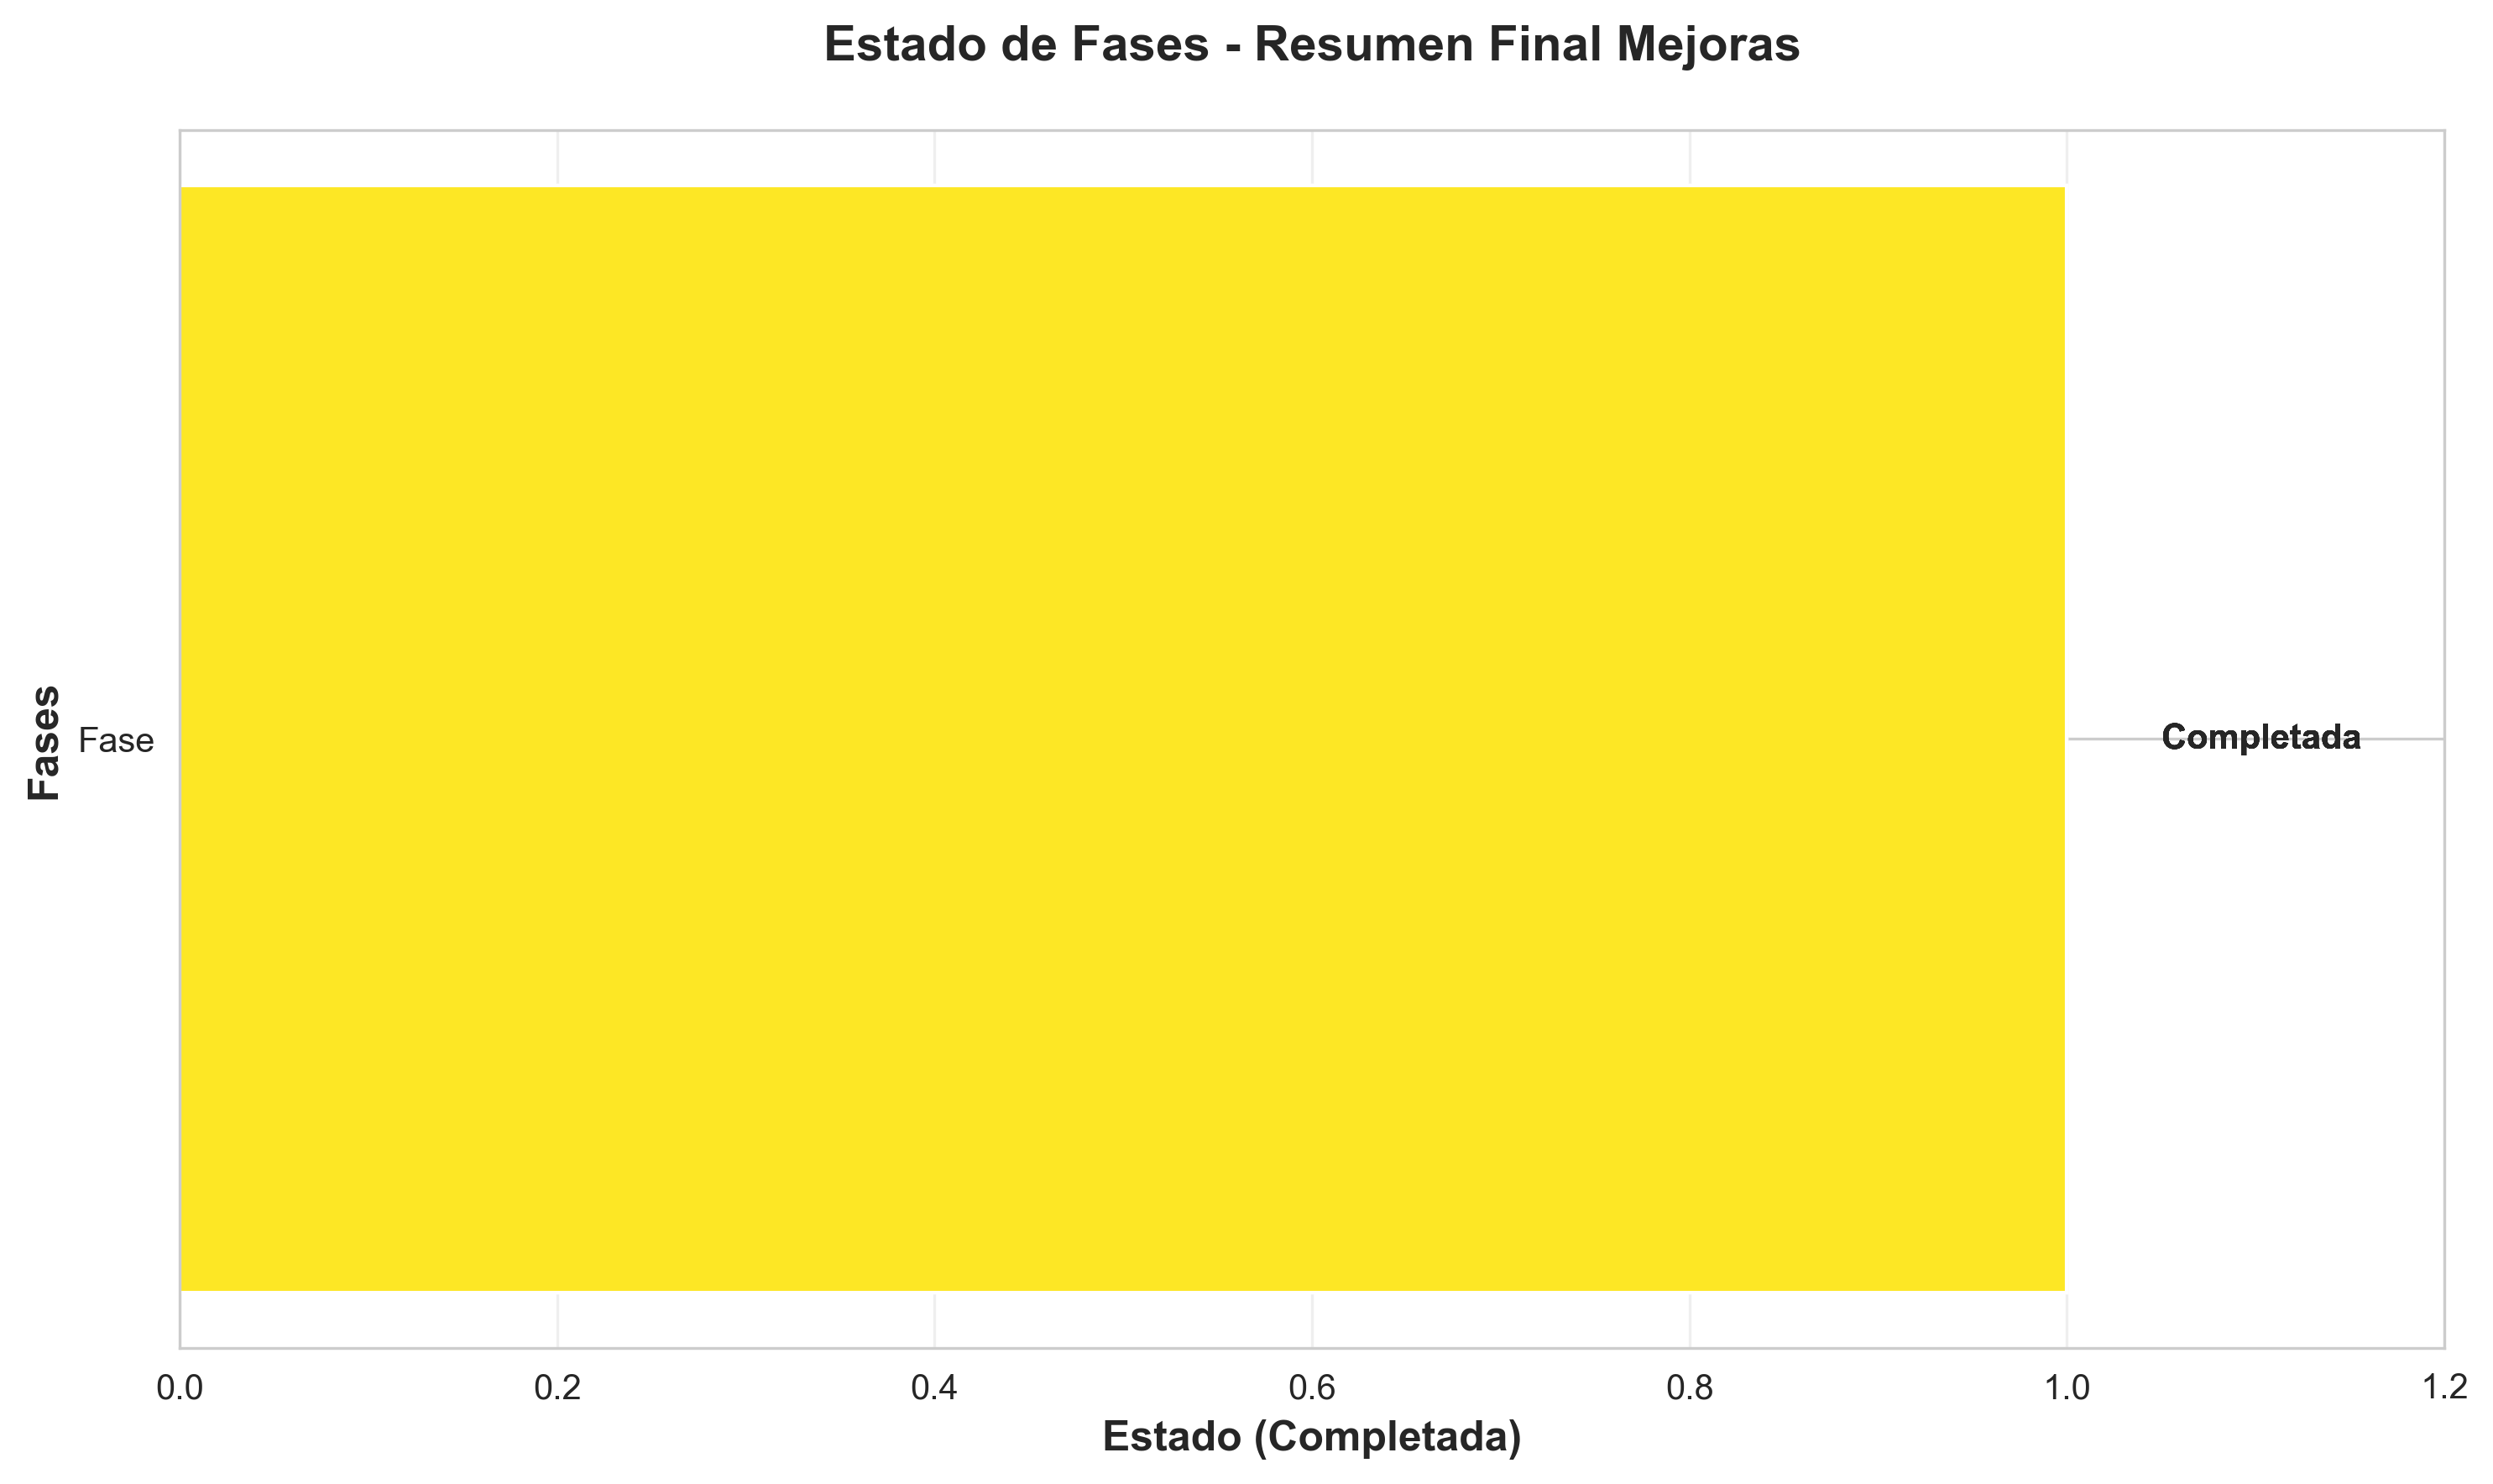 Estado de Fases - Resumen Final Mejoras
Fases
Fase
Completada
0.0 0.2 0.4 0.6 0.8 1.0 1.2
Estado (Completada)